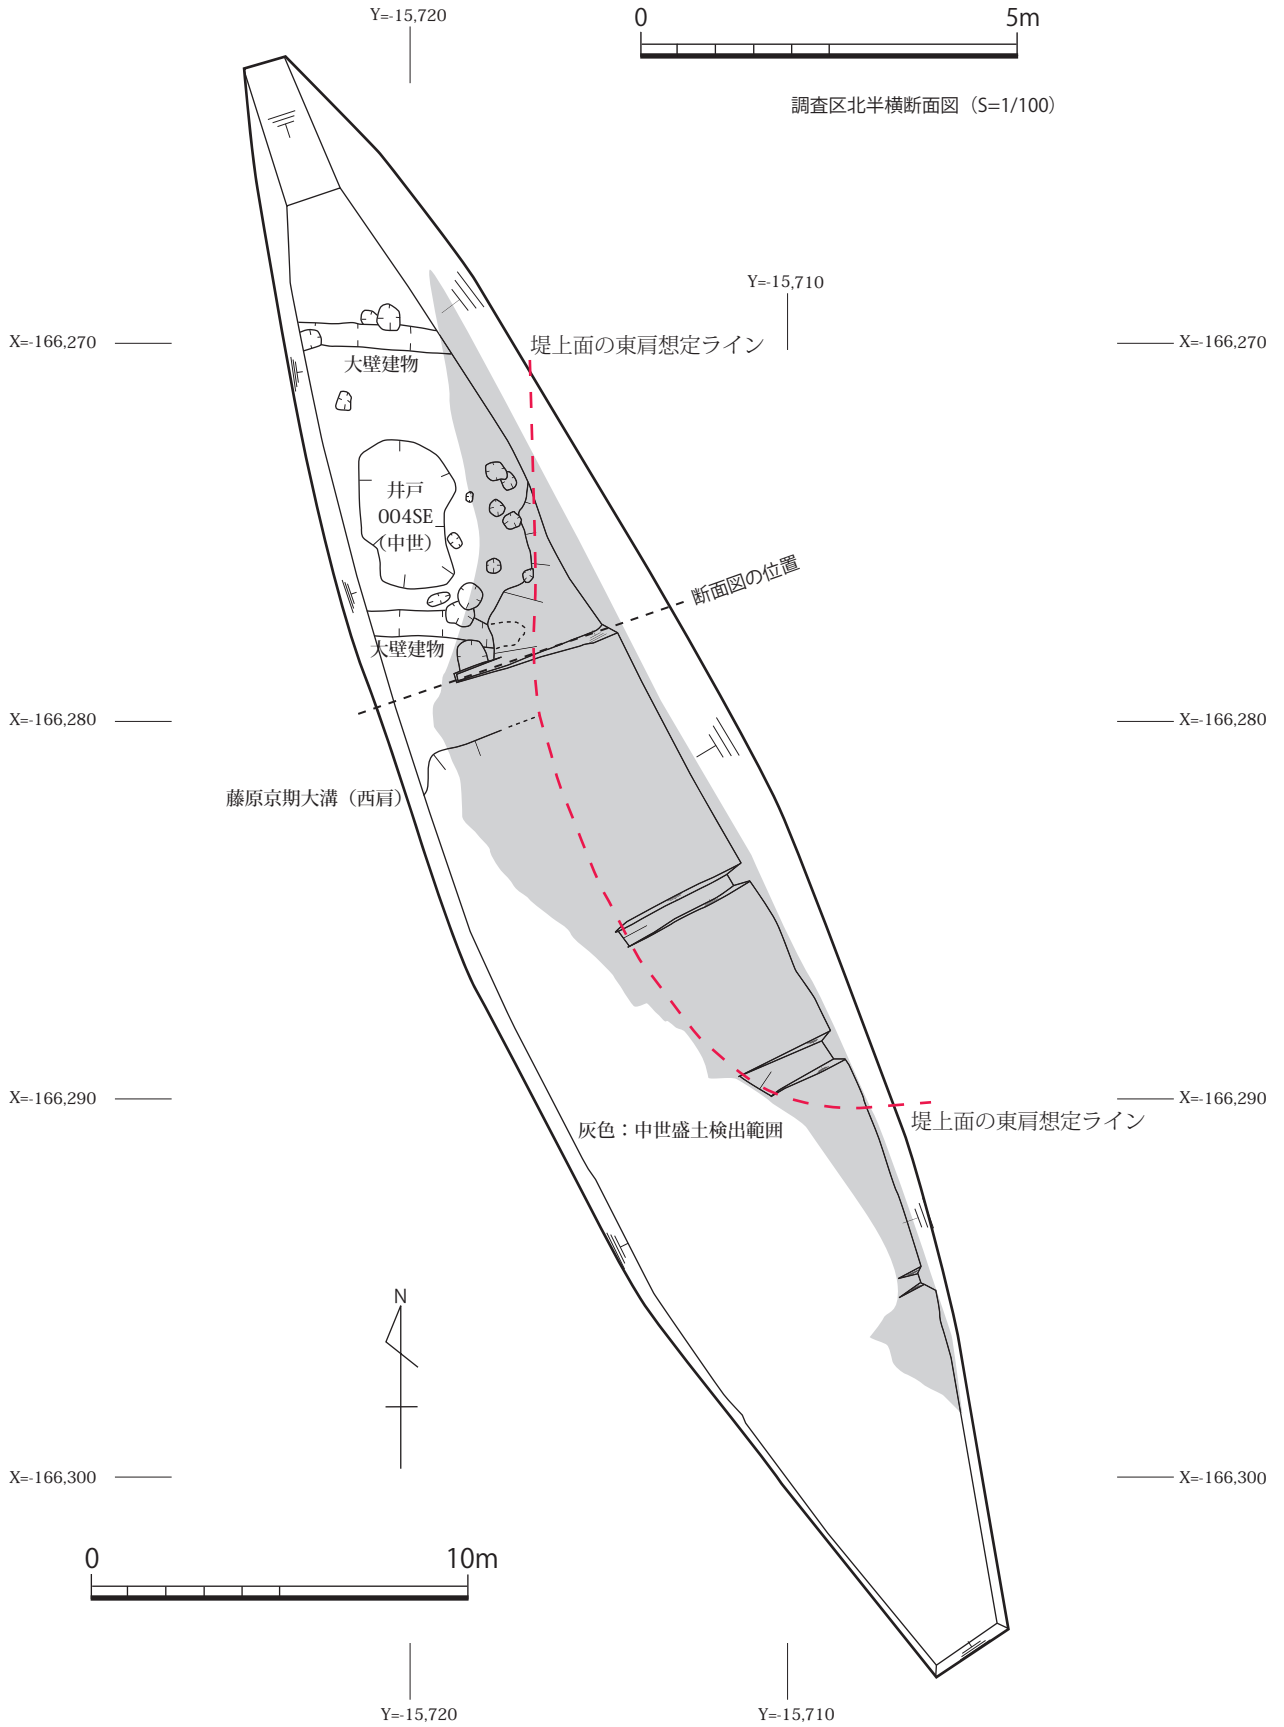 Y=-15,720
0
5m
調査区北半横断面図（S=1/100）
Y=-15,710
X=-166,270
堤上面の東肩想定ライン
X=-166,270
大壁建物
井戸
004SE
（中世）
断面図の位置
大壁建物
X=-166,280
X=-166,280
藤原京期大溝（西肩）
X=-166,290
X=-166,290
堤上面の東肩想定ライン
灰色：中世盛土検出範囲
N
X=-166,300
X=-166,300
0
10m
Y=-15,720
Y=-15,710